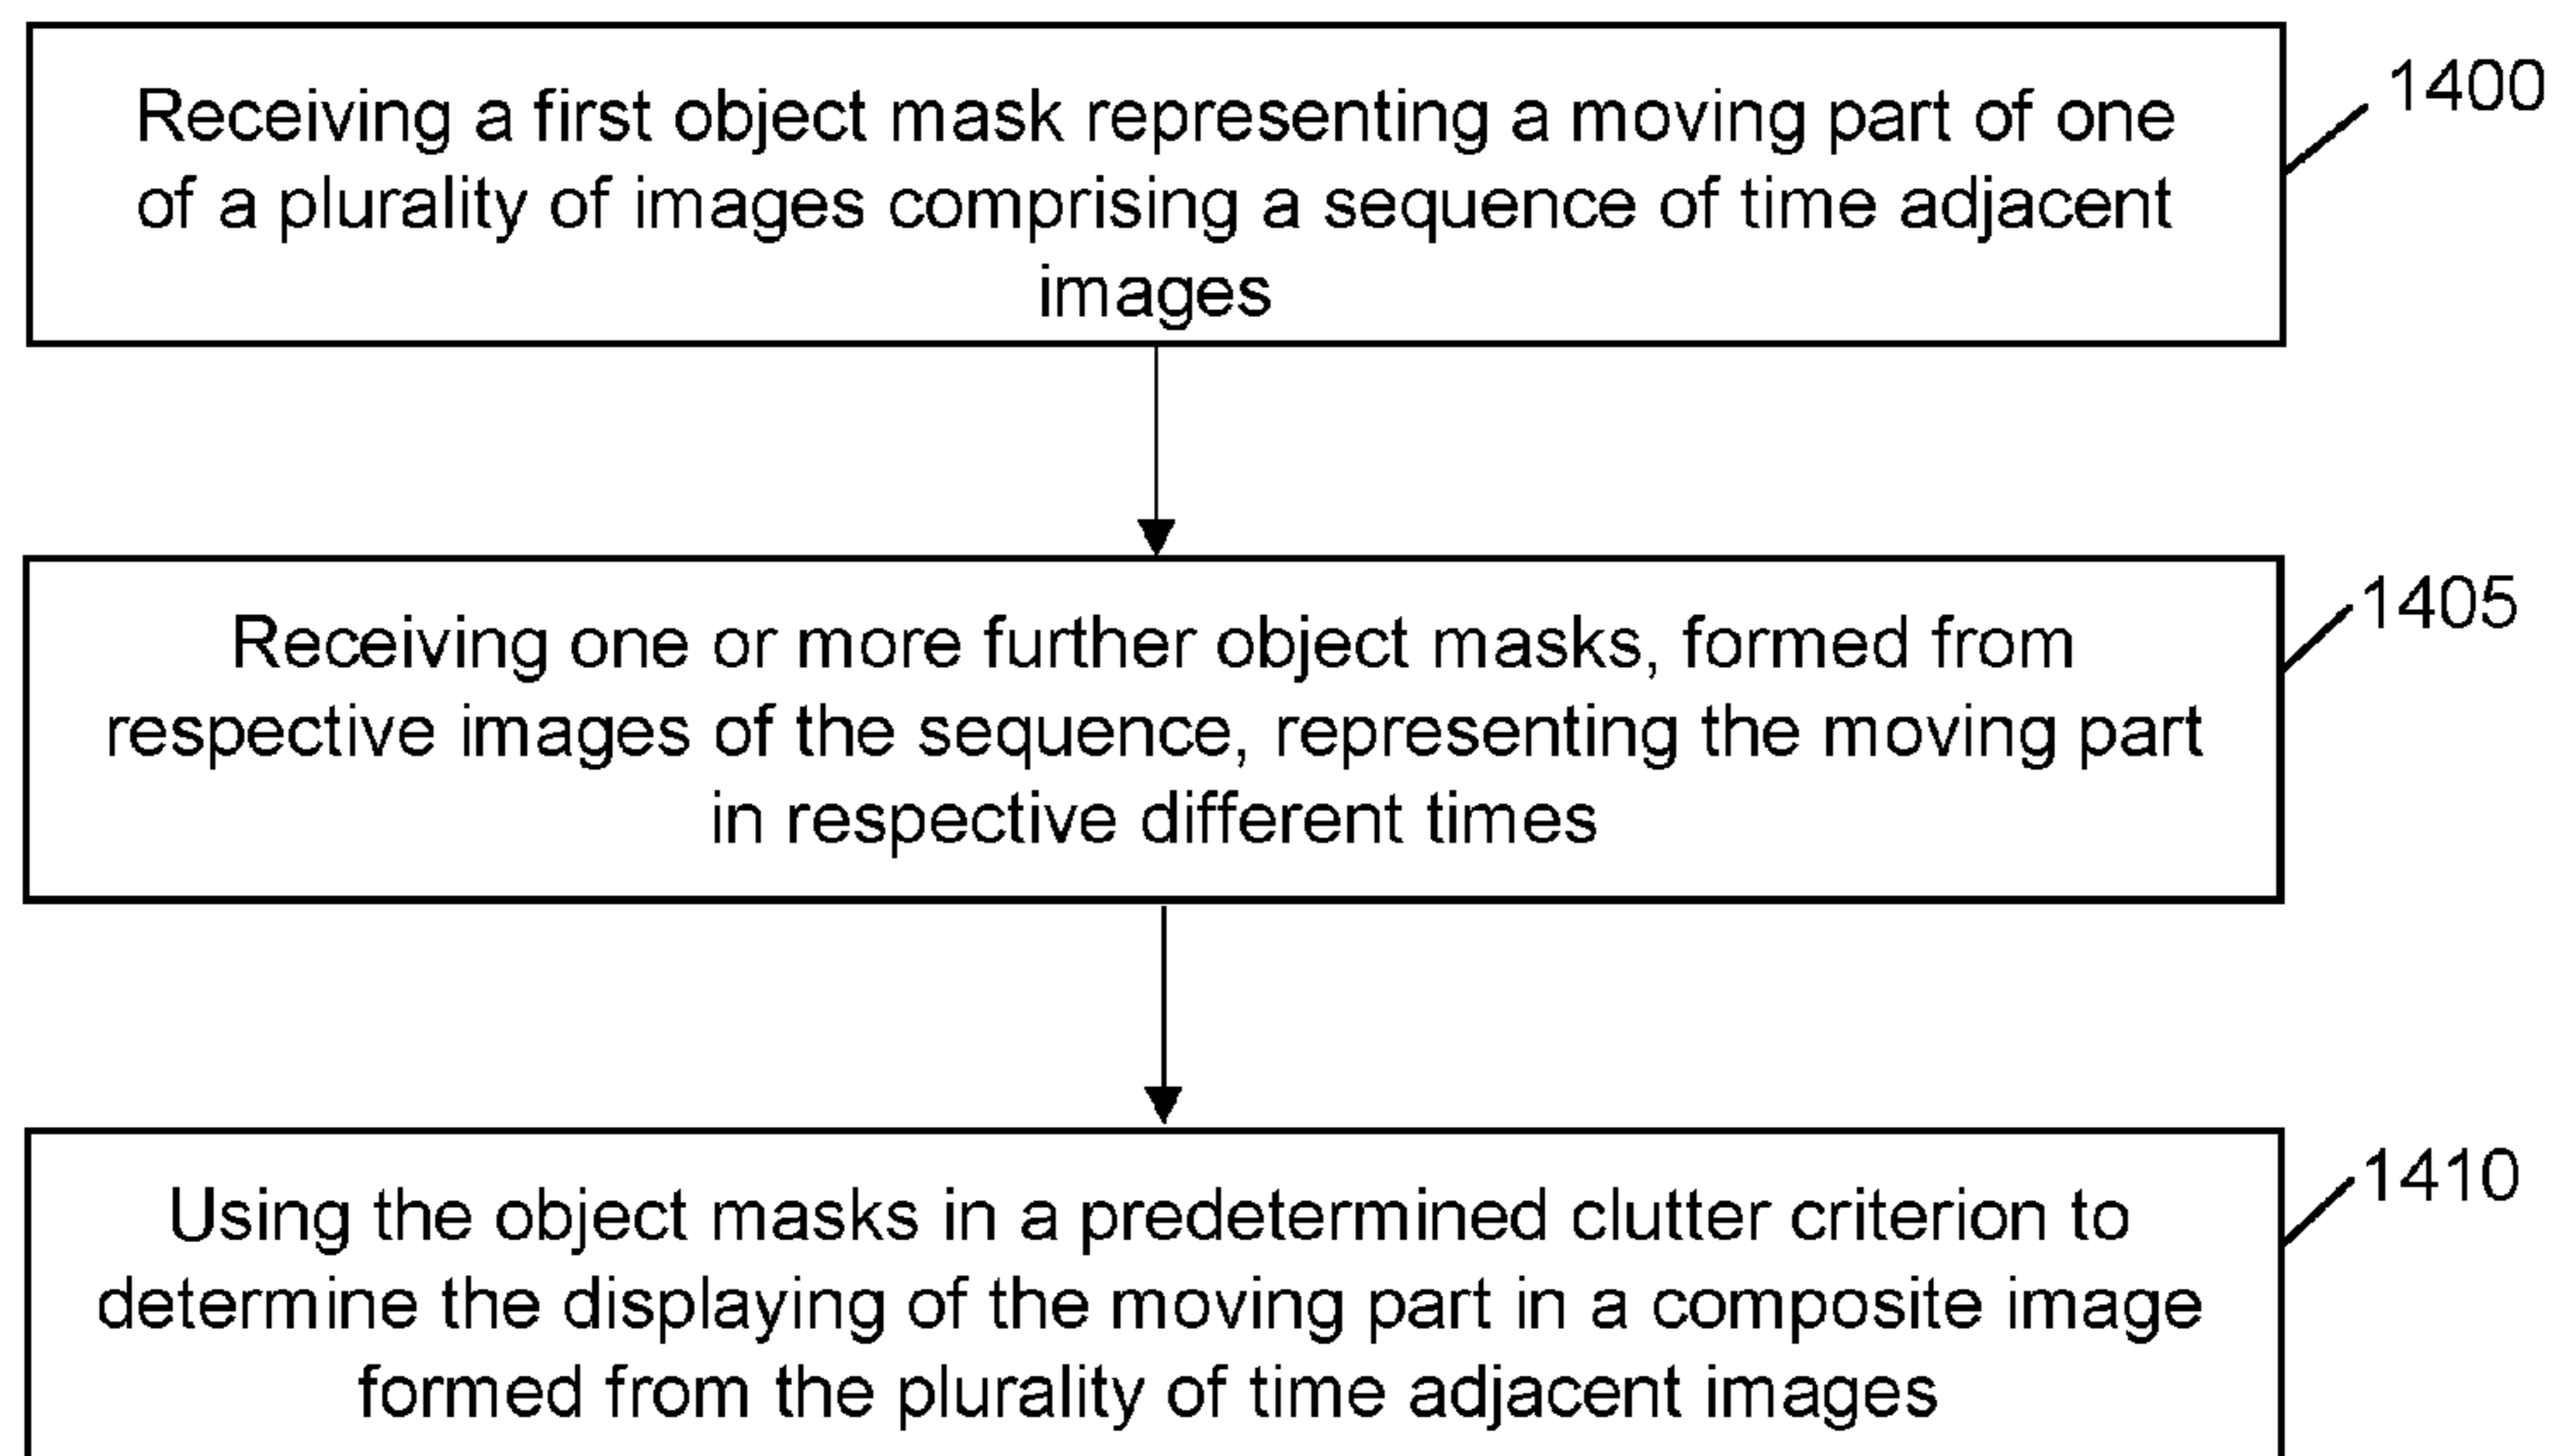 Receiving a first object mask representing a moving part of one
of a plurality of images comprising a sequence of time adjacent
images
1400
Receiving one or more further object masks, formed from
respective images of the sequence, representing the moving part
in respective different times
1405
Using the object masks in a predetermined clutter criterion to
determine the displaying of the moving part in a composite image
formed from the plurality of time adjacent images
1410